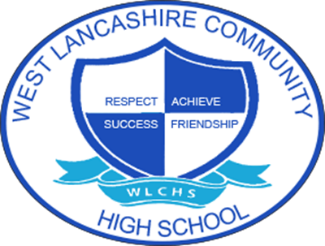 WEST LANCASHIRE COMMUNITY
RESPECT ACHIEVE
SUCCESS FRIENDSHIP
WLCHS
HIGH SCHOOL